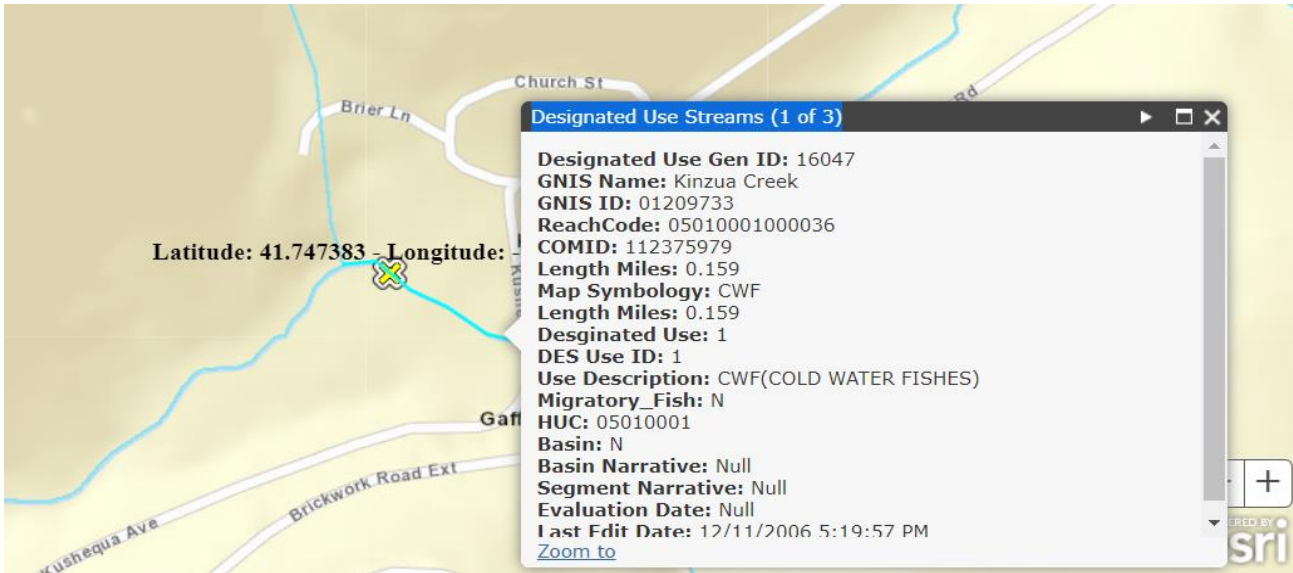 Church St
Brier Ln
Rd
Designated Use Streams (1 of 3)
Designated Use Gen ID: 16047
GNIS Name: Kinzua Creek
GNIS ID: 01209733
ReachCode: 05010001000036
COMID: 112375979
Length Miles: 0.159
Map Symbology: CWF
Length Miles: 0.159
Desginated Use: 1
DES Use ID: 1
Use Description: CWF(COLD WATER FISHES)
Migratory_Fish: N
HUC: 05010001
Basin: N
Basin Narrative: Null
Segment Narrative: Null
Evaluation Date: Null
Last Edit Date: 12/11/2006 5:19:57 PM
Zoom to
Latitude: 41.747383 - Longitude: -
Gaff
Brickwork Road Ext
Kushequa Ave
+
ERED BY
sri